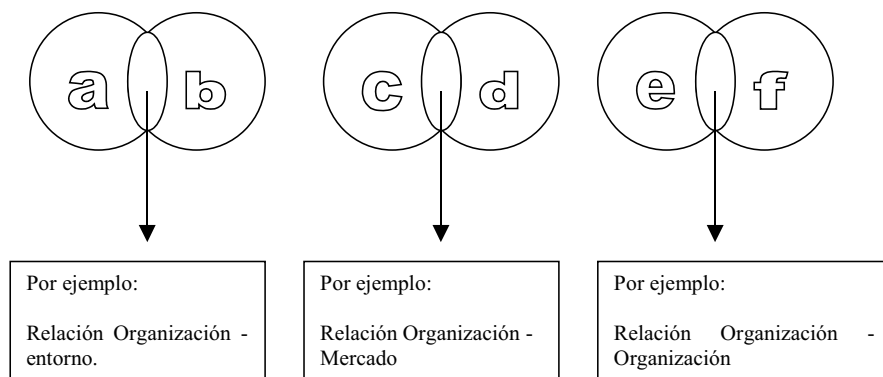 a b c d e f
Por ejemplo:
Relación Organización -
entorno.
Por ejemplo:
Relación Organización -
Mercado
Por ejemplo:
Relación Organización -
Organización